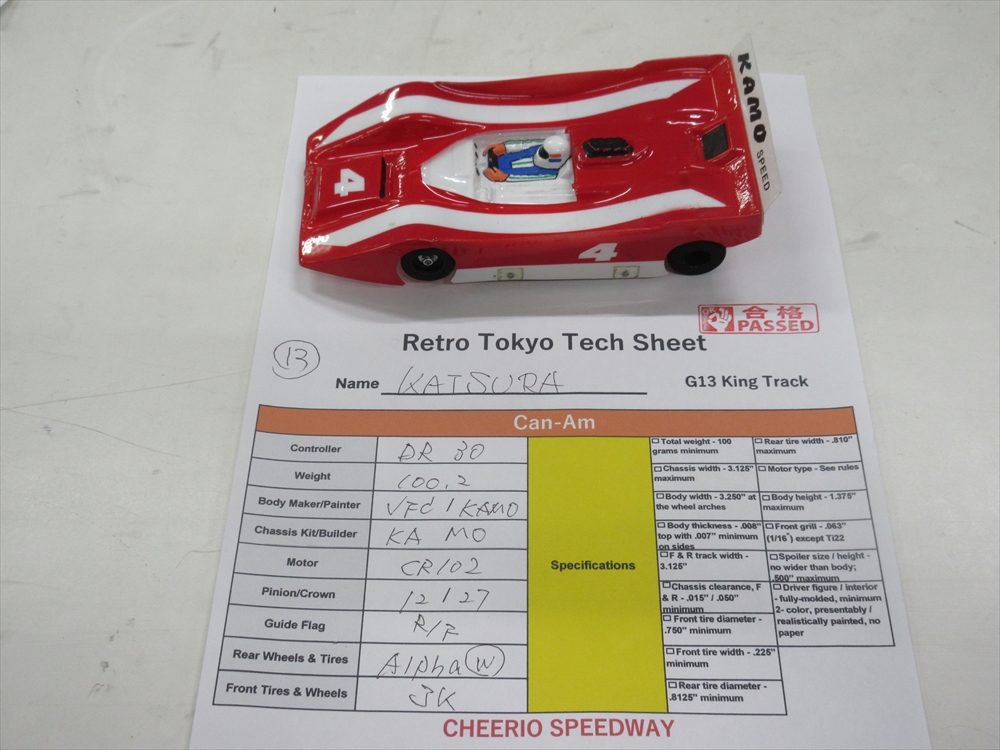 KAMO
SPEED
4
4
合格
PASSED
Retro Tokyo Tech Sheet
13
Name KATSURA
G13 King Track
Can-Am
Controller DR 30
Weight 100.2
Body Maker/Painter VFC / KAMO
Chassis Kit/Builder KA MO
Motor CR102
Pinion/Crown 12 / 27
Guide Flag R/F
Rear Wheels & Tires Alpha W
Front Tires & Wheels JK
Specifications
Total weight - 100
grams minimum
Chassis width - 3.125"
maximum
Body width - 3.250" at
the wheel arches
Body thickness - .008"
top with .007" minimum
on sides
F & R track width -
3.125"
Chassis clearance, F
& R - .015" / .050"
minimum
Front tire diameter -
.750" minimum
Front tire width - .225"
minimum
Rear tire diameter -
.8125" minimum
Rear tire width - .810"
maximum
Motor type - See rules
Body height - 1.375"
maximum
Front grill - .063"
(1/16") except Ti22
Spoiler size / height -
no wider than body;
.500" maximum
Driver figure / interior
- fully-molded, minimum
2- color, presentably /
realistically painted, no
paper
CHEERIO SPEEDWAY